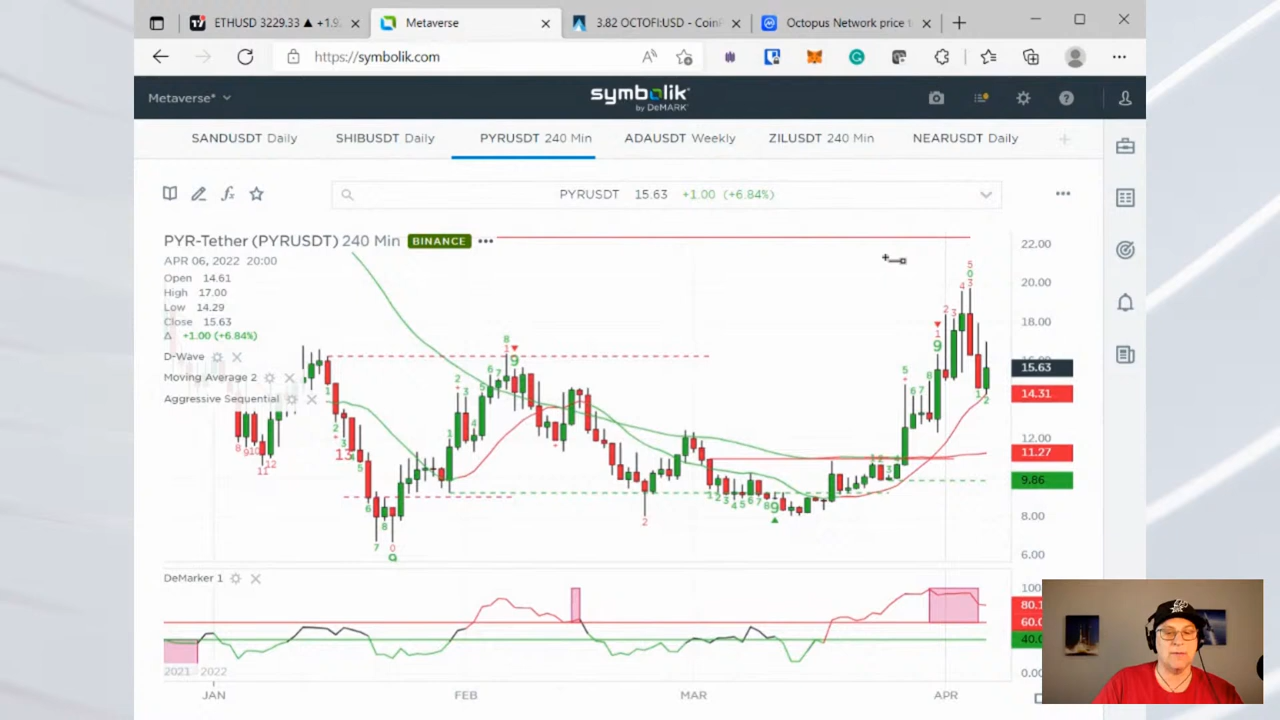 ETHUSD 3229.33 ▲ +1.9
Metaverse
3.82 OCTOFI:USD - Coin
Octopus Network price t
https://symbolik.com
Metaverse*
symbolik
by DeMARK
SANDUSDT Daily
SHIBUSDT Daily
PYRUSDT 240 Min
ADAUSDT Weekly
ZILUSDT 240 Min
NEARUSDT Daily
PYRUSDT 15.63 +1.00 (+6.84%)
PYR-Tether (PYRUSDT) 240 Min BINANCE
APR 06, 2022 20:00
Open 14.61
High 17.00
Low 14.29
Close 15.63
Δ +1.00 (+6.84%)
D-Wave
Moving Average 2
Aggressive Sequential
22.00
20.00
18.00
15.63
14.31
12.00
11.27
9.86
8.00
6.00
DeMarker 1
100
80.1
60.0
40.0
0.00
2021 2022
JAN FEB MAR APR